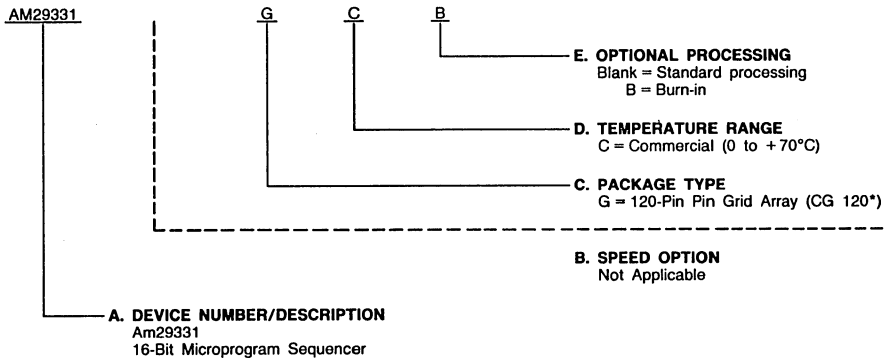 AM29331 G C B
E. OPTIONAL PROCESSING
Blank = Standard processing
B = Burn-in
D. TEMPERATURE RANGE
C = Commercial (0 to +70°C)
C. PACKAGE TYPE
G = 120-Pin Pin Grid Array (CG 120*)
B. SPEED OPTION
Not Applicable
A. DEVICE NUMBER/DESCRIPTION
Am29331
16-Bit Microprogram Sequencer